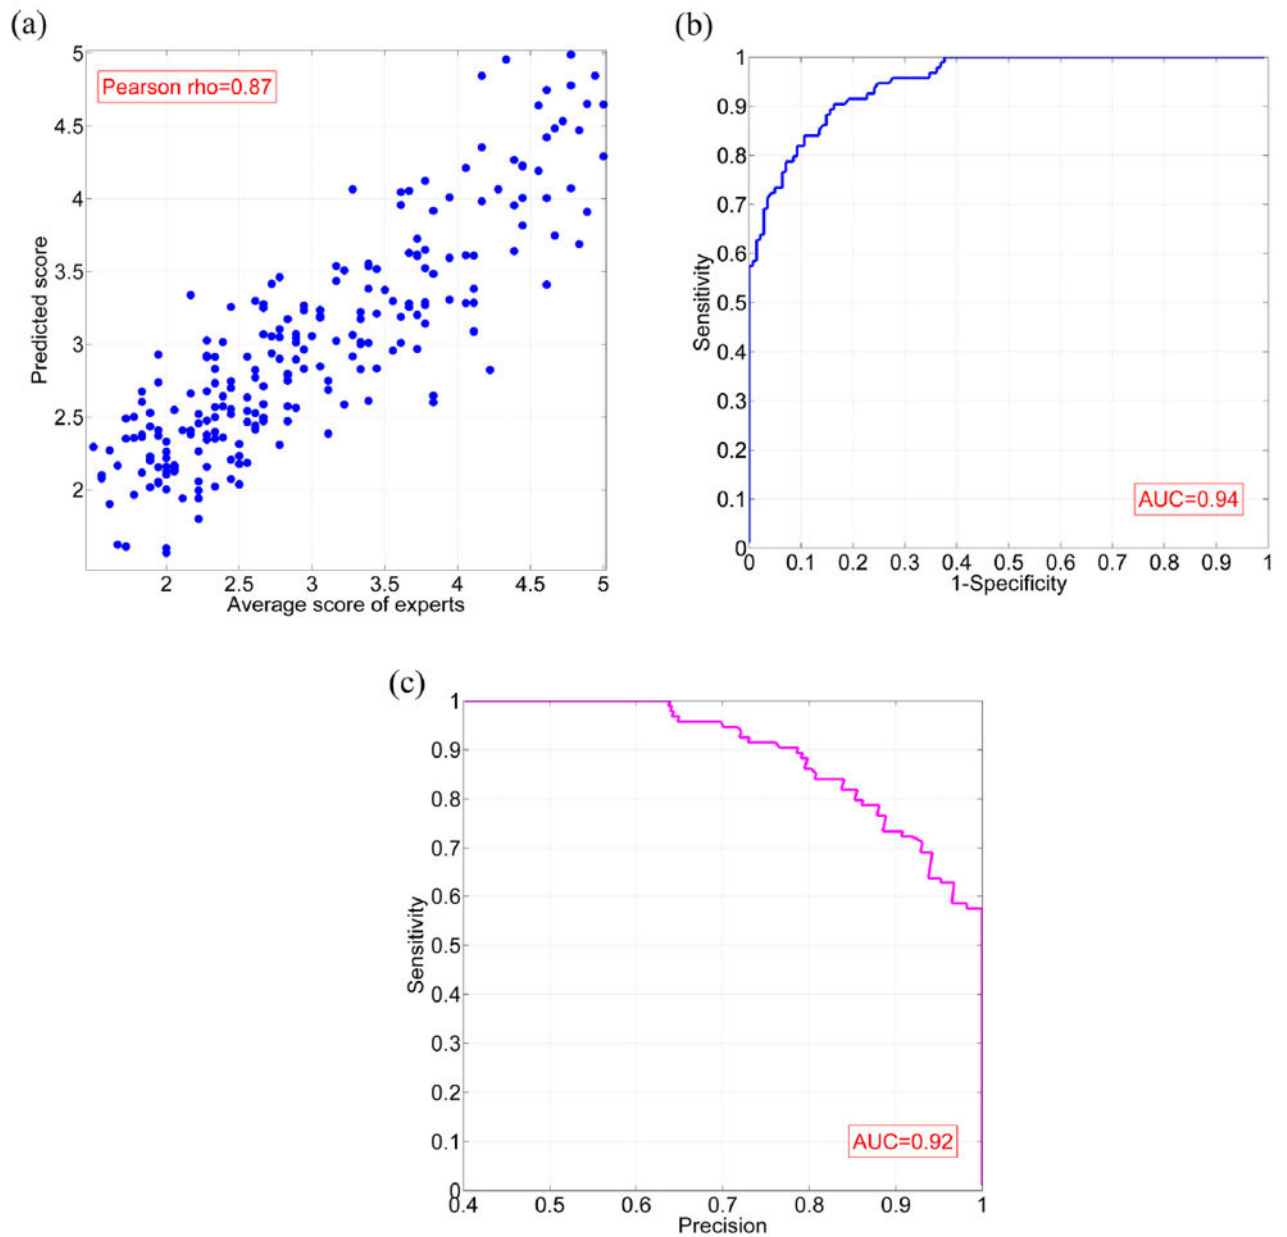 (a)
5
4.5
4
3.5
3
2.5
2
Predicted score
Pearson rho=0.87
2 2.5 3 3.5 4 4.5 5
Average score of experts
(b)
1
0.9
0.8
0.7
0.6
0.5
0.4
0.3
0.2
0.1
0
Sensitivity
AUC=0.94
0 0.1 0.2 0.3 0.4 0.5 0.6 0.7 0.8 0.9 1
1-Specificity
(c)
1
0.9
0.8
0.7
0.6
0.5
0.4
0.3
0.2
0.1
0
Sensitivity
AUC=0.92
0.4 0.5 0.6 0.7 0.8 0.9 1
Precision